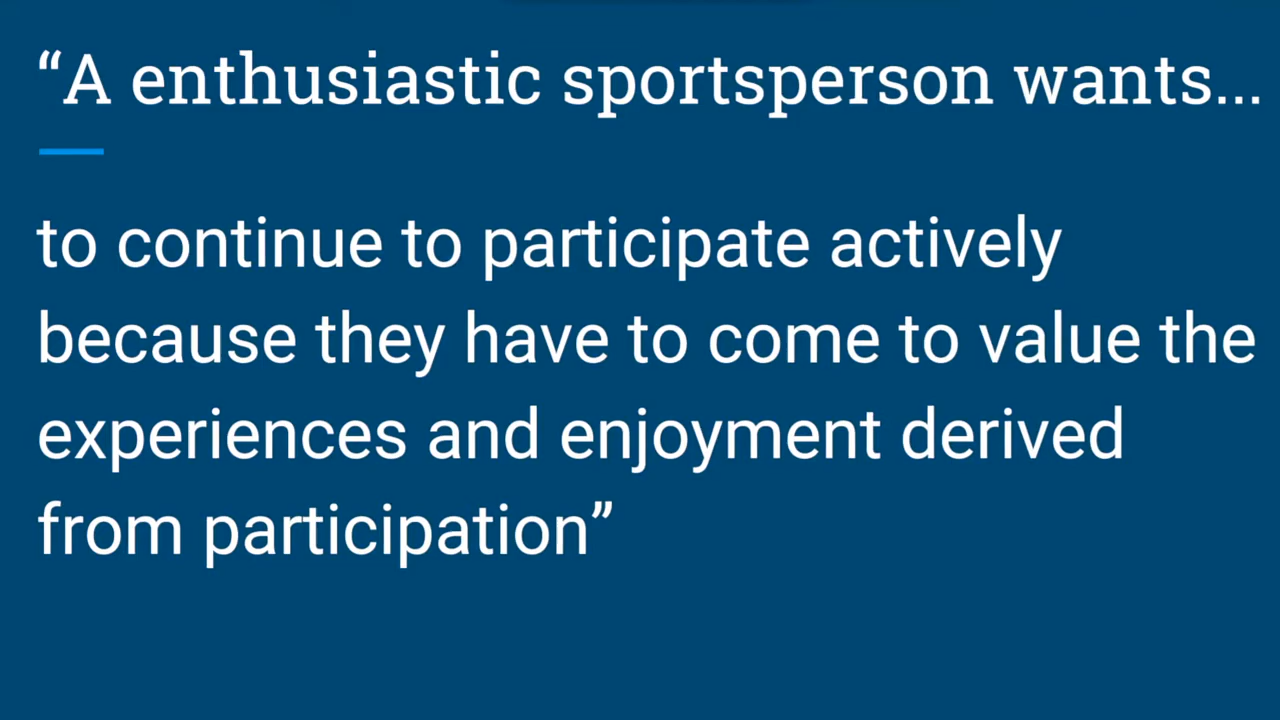 “A enthusiastic sportsperson wants...
to continue to participate actively
because they have to come to value the
experiences and enjoyment derived
from participation”